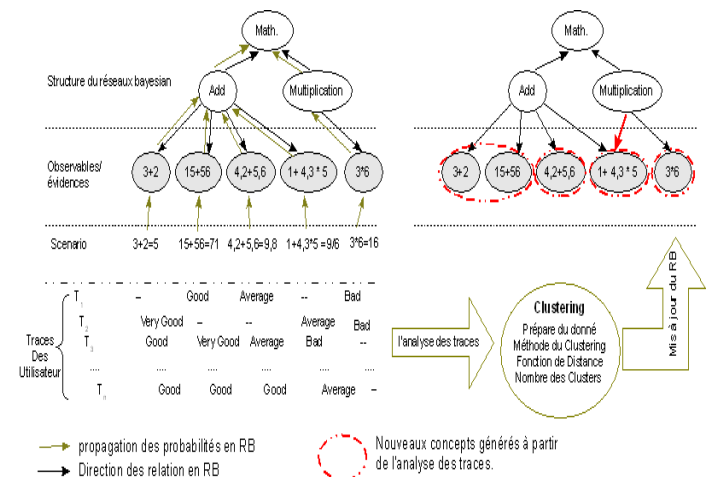 Math.
Math.
Structure du réseaux bayesian
Add
Multiplication
Add
Multiplication
Observables/
évidences
3+2
15+56
4,2+5,6
1+ 4,3 * 5
3*6
3+2
15+56
4,2+5,6
1+ 4,3 * 5
3*6
Scenario
3+2=5
15+56=71
4,2+5,6=9,8
1+4,3*5 =9/6
3*6=16
T1 -- Good Average -- Bad
T2 Very Good -- -- Average Bad
T3 Good Very Good Average Bad --
.... .... .... .... ....
Tn Good Good Good Average --
Traces
Des
Utilisateur
l'analyse des traces
Clustering
Prépare du donné
Méthode du Clustering
Fonction de Distance
Nombre des Clusters
Mis à jour du RB
propagation des probabilités en RB
Direction des relation en RB
Nouveaux concepts générés à partir
de l'analyse des traces.